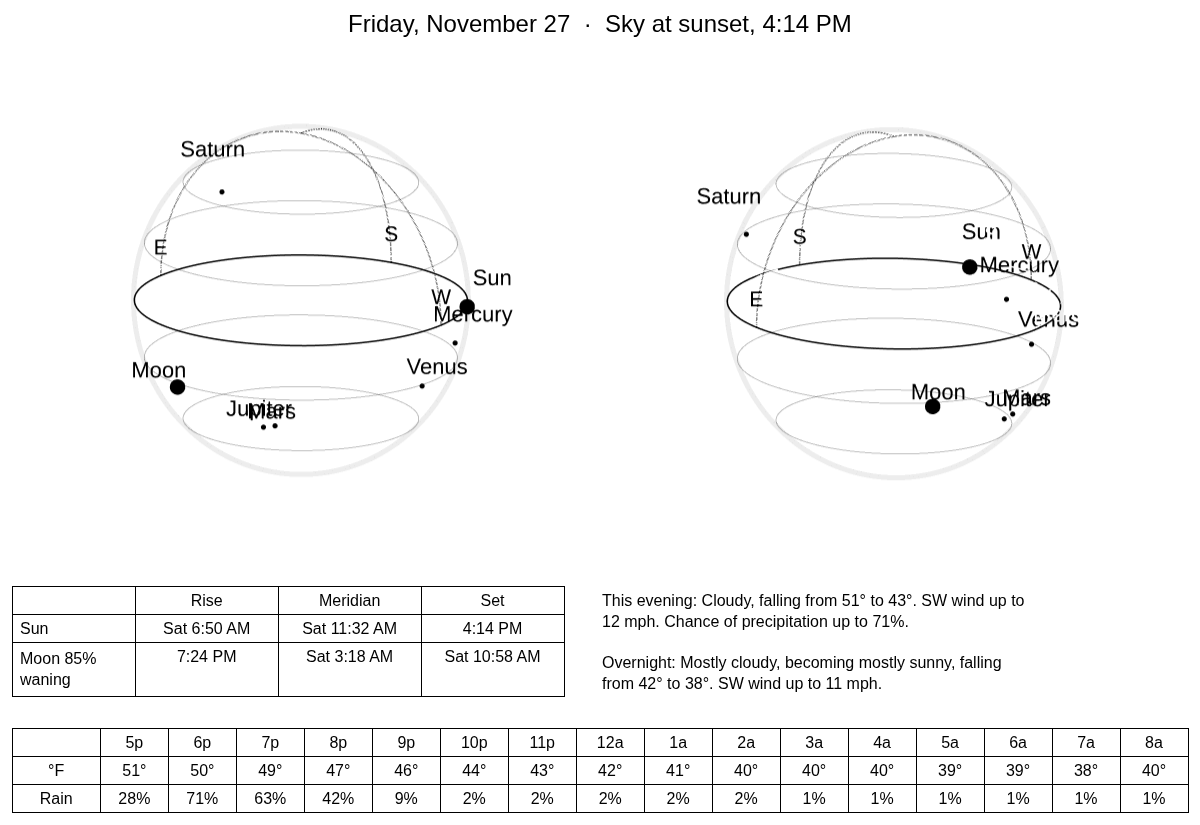 Friday, November 27 · Sky at sunset, 4:14 PM
Saturn
E
S
Sun
W
Mercury
Moon
Venus
Jupiter
Mars
Saturn
S
Sun
W
Mercury
E
Venus
Moon
Jupiter
Mars
Rise Meridian Set
Sun Sat 6:50 AM Sat 11:32 AM 4:14 PM
Moon 85% 7:24 PM Sat 3:18 AM Sat 10:58 AM
waning
This evening: Cloudy, falling from 51° to 43°. SW wind up to
12 mph. Chance of precipitation up to 71%.
Overnight: Mostly cloudy, becoming mostly sunny, falling
from 42° to 38°. SW wind up to 11 mph.
5p 6p 7p 8p 9p 10p 11p 12a 1a 2a 3a 4a 5a 6a 7a 8a
°F 51° 50° 49° 47° 46° 44° 43° 42° 41° 40° 40° 40° 39° 39° 38° 40°
Rain 28% 71% 63% 42% 9% 2% 2% 2% 2% 2% 1% 1% 1% 1% 1% 1%